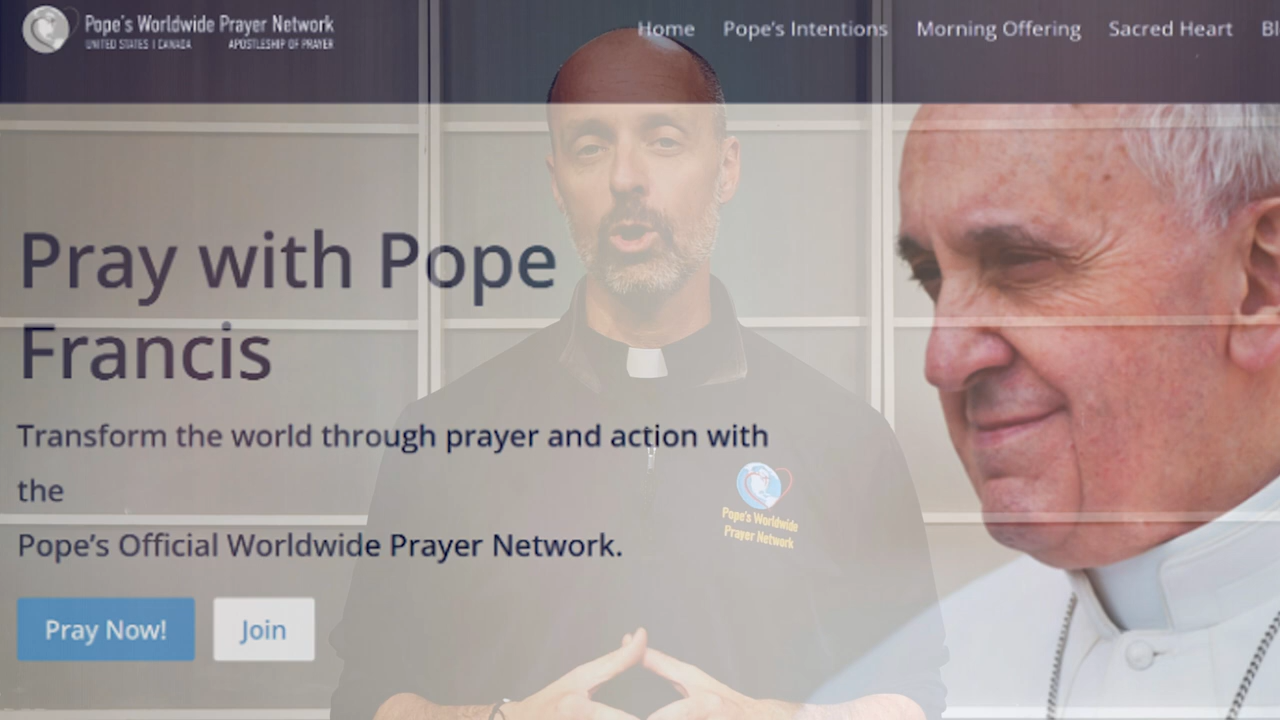 Pope's Worldwide Prayer Network
UNITED STATES | CANADA APOSTLESHIP OF PRAYER
Home Pope's Intentions Morning Offering Sacred Heart Bl
Pray with Pope
Francis
Transform the world through prayer and action with
the
Pope's Official Worldwide Prayer Network.
Pray Now! Join
Pope's Worldwide
Prayer Network